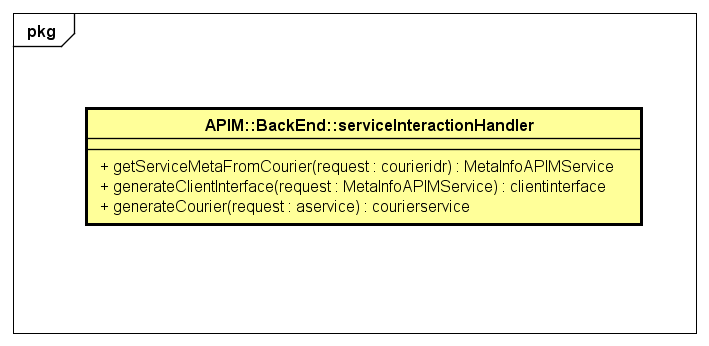 pkg
APIM::BackEnd::serviceInteractionHandler
+ getServiceMetaFromCourier(request : courieridr) : MetaInfoAPIMService
+ generateClientInterface(request : MetaInfoAPIMService) : clientinterface
+ generateCourier(request : aservice) : courierservice